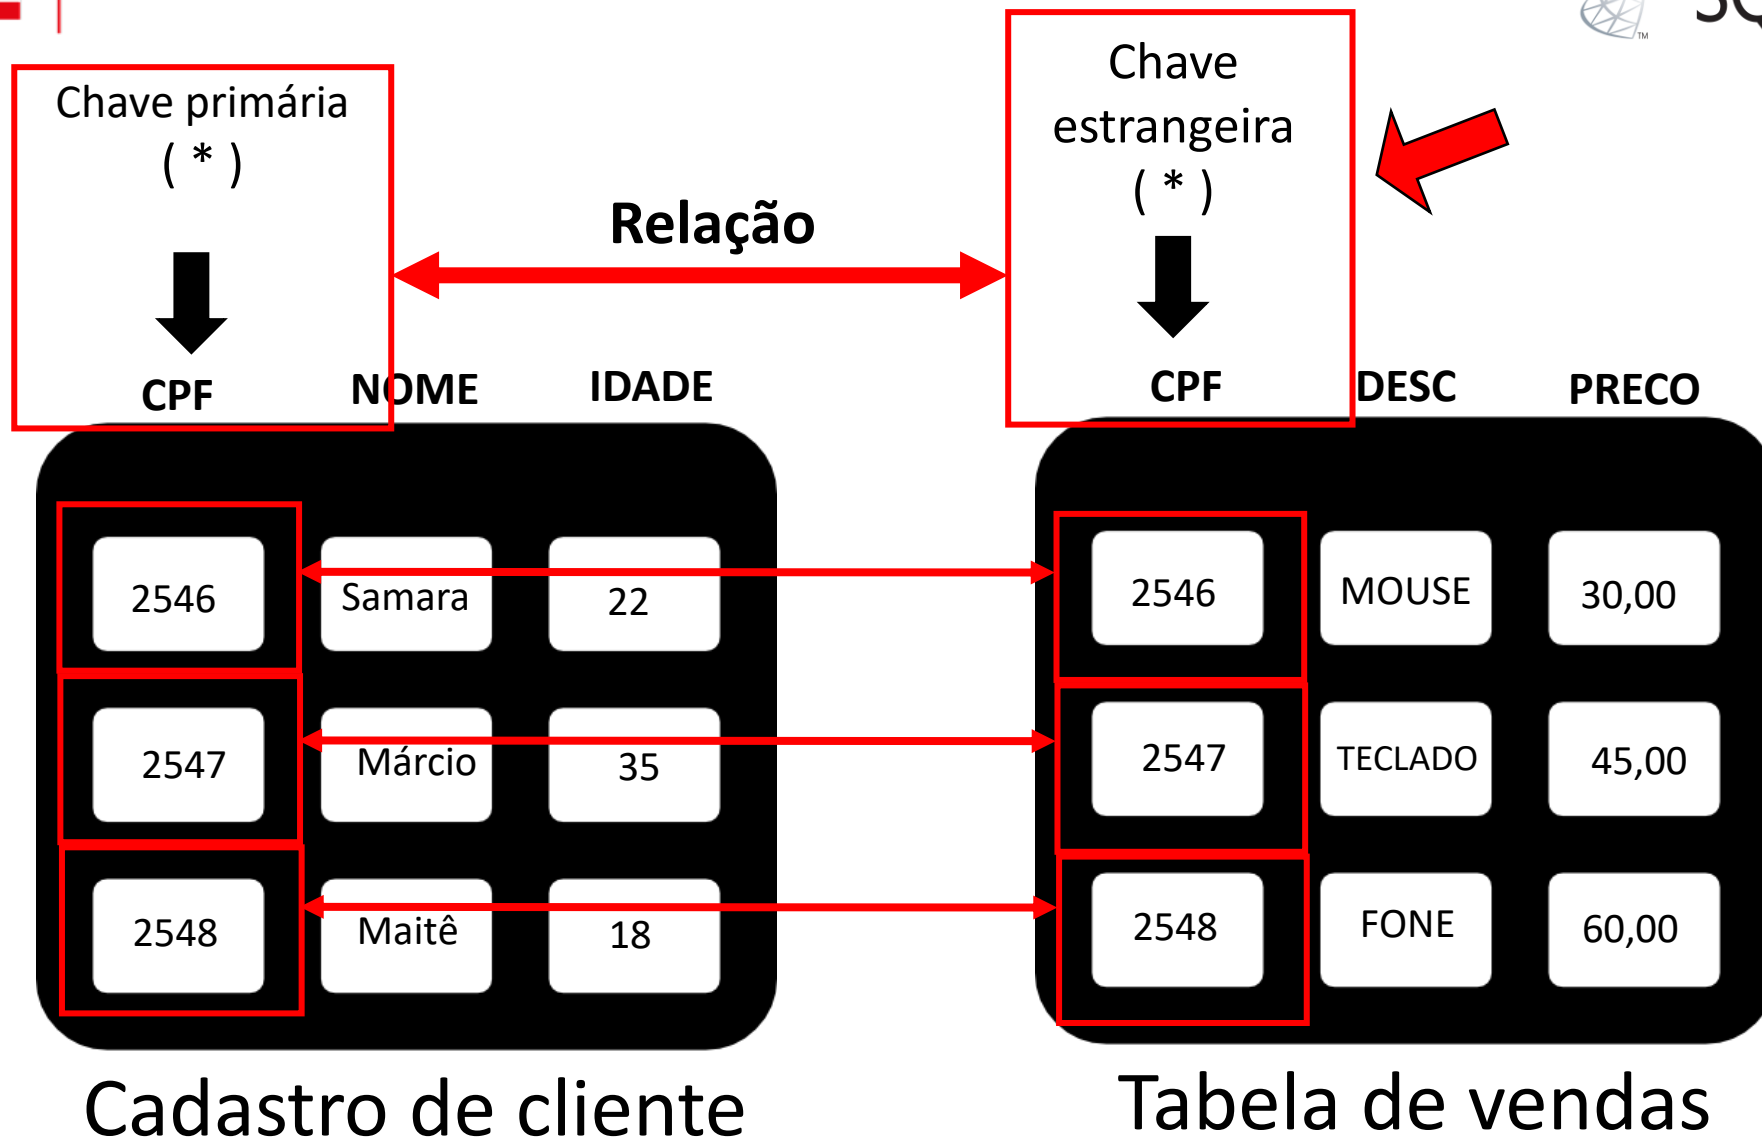 Chave primária
( * )
Chave
estrangeira
( * )
Relação
CPF NOME IDADE
2546 Samara 22
2547 Márcio 35
2548 Maitê 18
Cadastro de cliente
CPF DESC PRECO
2546 MOUSE 30,00
2547 TECLADO 45,00
2548 FONE 60,00
Tabela de vendas
TM